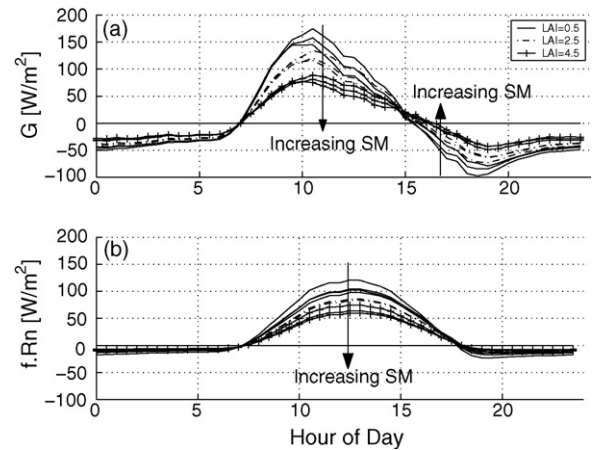 (a)
G [W/m²]
200
150
100
50
0
−50
−100
LAI=0.5
LAI=2.5
LAI=4.5
Increasing SM
Increasing SM
0 5 10 15 20
(b)
f.Rn [W/m²]
200
150
100
50
0
−50
−100
Increasing SM
0 5 10 15 20
Hour of Day